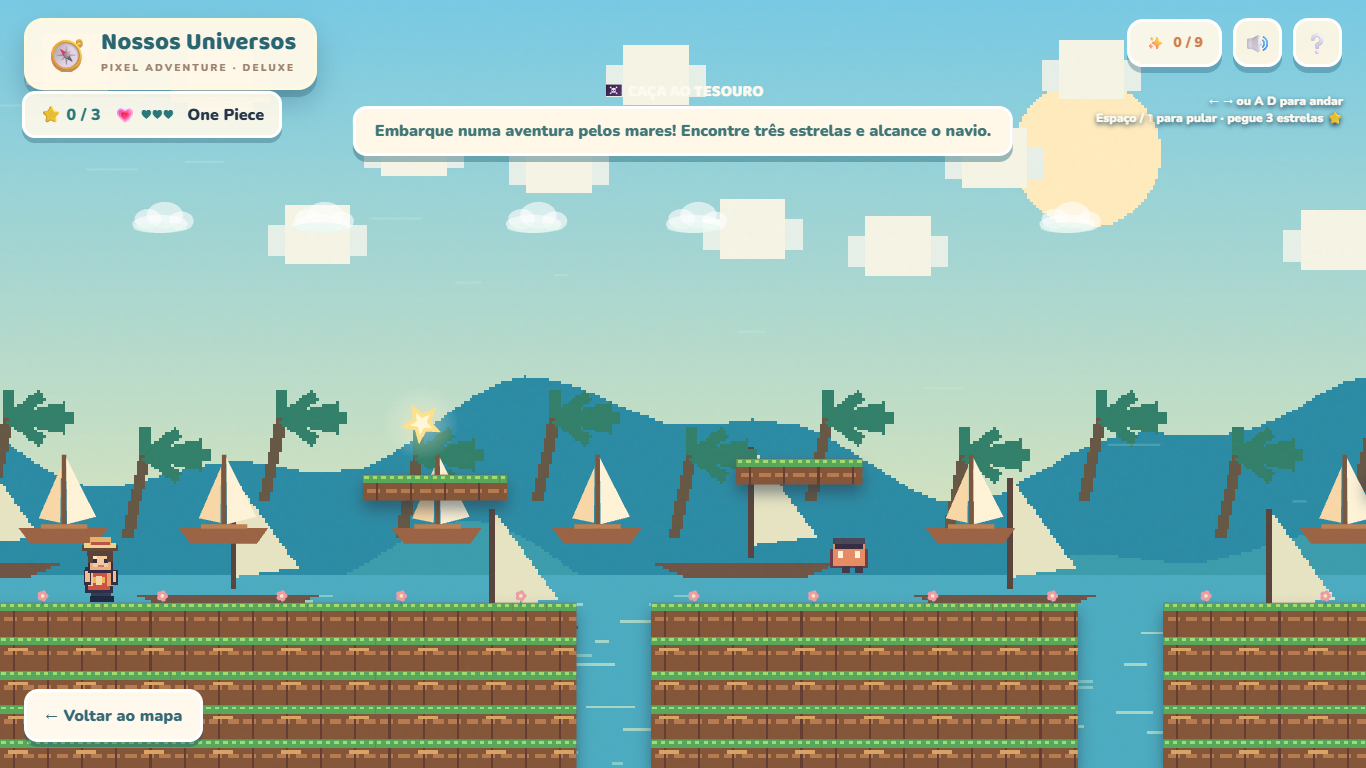 Nossos Universos
PIXEL ADVENTURE · DELUXE
0 / 3
One Piece
CAÇA AO TESOURO
Embarque numa aventura pelos mares! Encontre três estrelas e alcance o navio.
0 / 9
?
← → ou A D para andar
Espaço / ↑ para pular · pegue 3 estrelas ⭐
← Voltar ao mapa